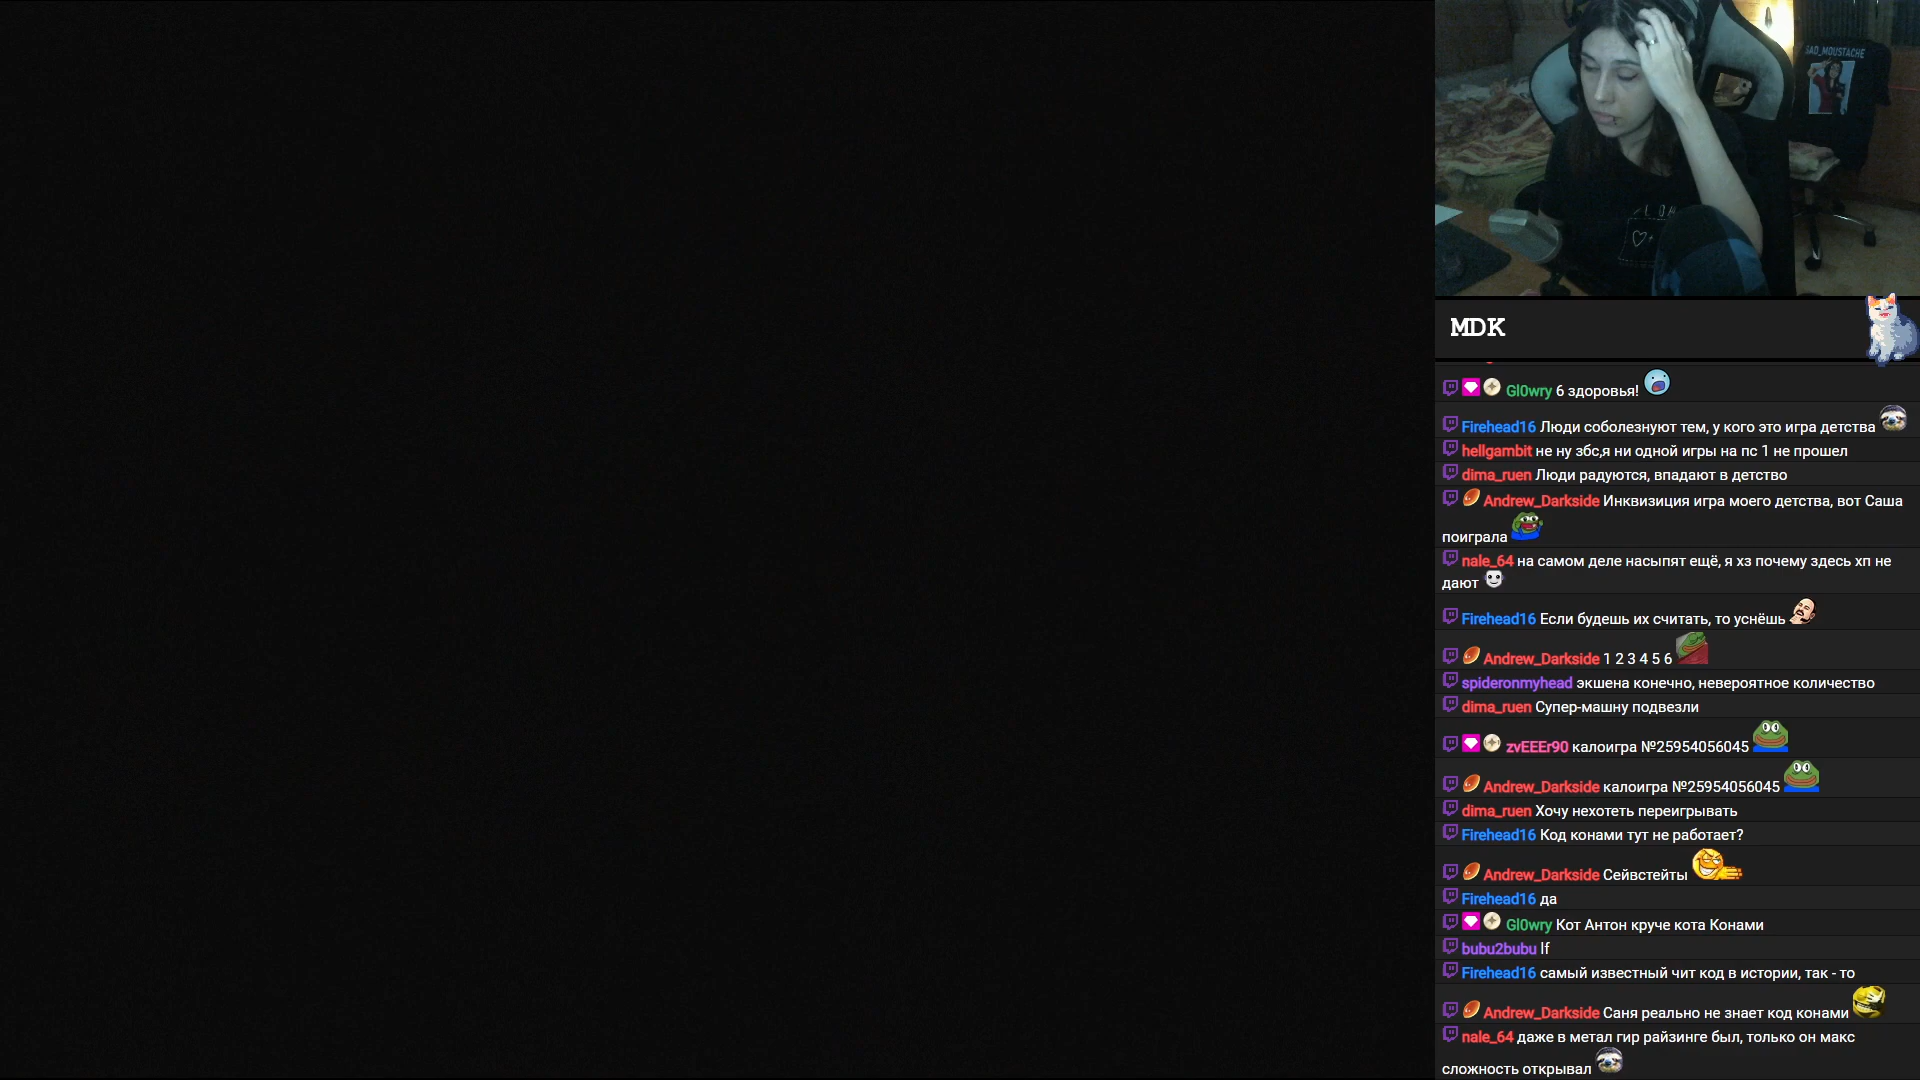 SAD_MOUSTACHE
MDK
Gl0wry 6 здоровья!
Firehead16 Люди соболезнуют тем, у кого это игра детства
hellgambit не ну збс,я ни одной игры на пс 1 не прошел
dima_ruen Люди радуются, впадают в детство
Andrew_Darkside Инквизиция игра моего детства, вот Саша
поиграла
nale_64 на самом деле насыпят ещё, я хз почему здесь хп не
дают
Firehead16 Если будешь их считать, то уснёшь
Andrew_Darkside 1 2 3 4 5 6
spideronmyhead экшена конечно, невероятное количество
dima_ruen Супер-машну подвезли
zvEEEr90 калоигра №25954056045
Andrew_Darkside калоигра №25954056045
dima_ruen Хочу нехотеть переигрывать
Firehead16 Код конами тут не работает?
Andrew_Darkside Сейвстейты
Firehead16 да
Gl0wry Кот Антон круче кота Конами
bubu2bubu lf
Firehead16 самый известный чит код в истории, так - то
Andrew_Darkside Саня реально не знает код конами
nale_64 даже в метал гир райзинге был, только он макс
сложность открывал